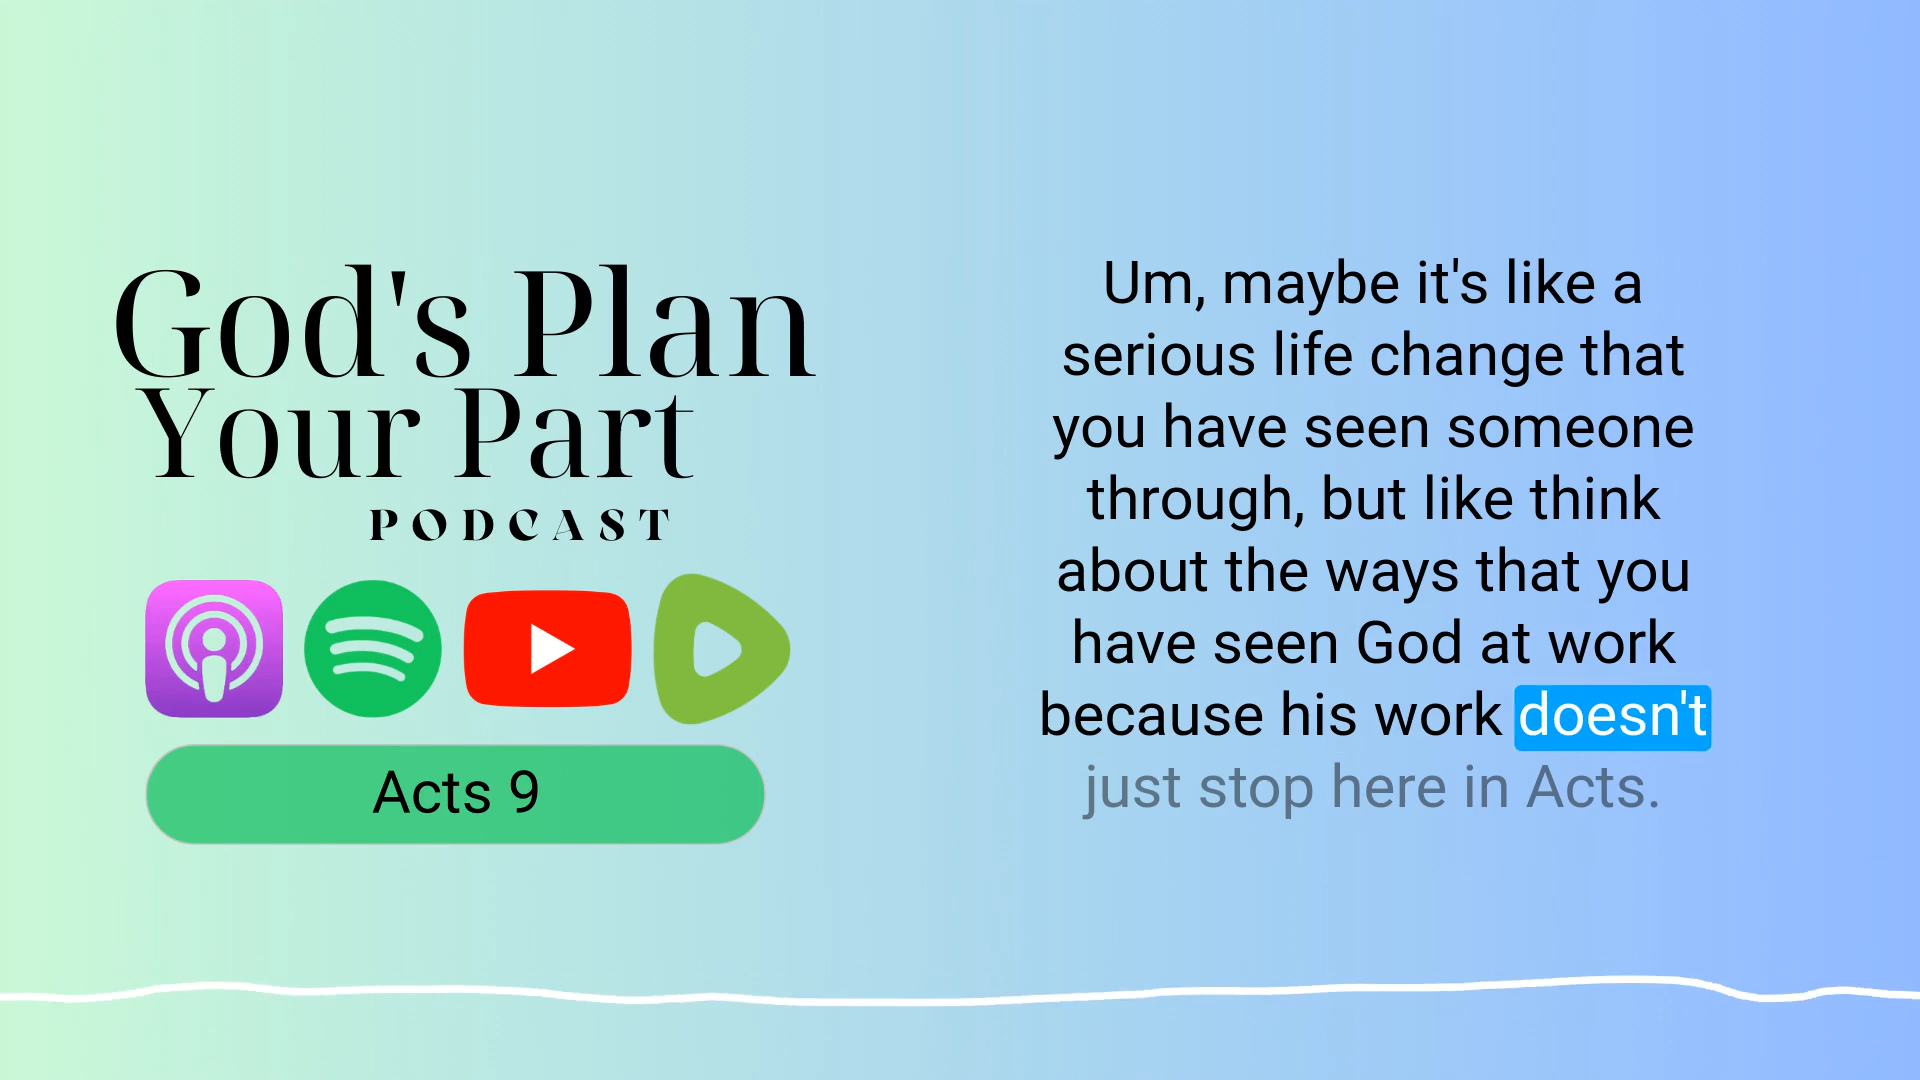 God's Plan
Your Part
PODCAST
Acts 9
Um, maybe it's like a
serious life change that
you have seen someone
through, but like think
about the ways that you
have seen God at work
because his work doesn't
just stop here in Acts.